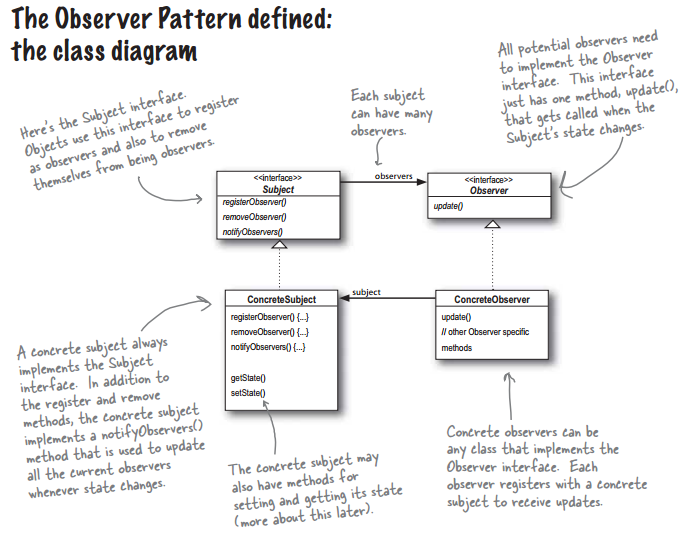 The Observer Pattern defined:
the class diagram
Here's the Subject interface.
Objects use this interface to register
as observers and also to remove
themselves from being observers.
Each subject
can have many
observers.
All potential observers need
to implement the Observer
interface. This interface
just has one method, update(),
that gets called when the
Subject's state changes.
<<interface>>
Subject
registerObserver()
removeObserver()
notifyObservers()
observers
<<interface>>
Observer
update()
ConcreteSubject
registerObserver() {...}
removeObserver() {...}
notifyObservers() {...}
getState()
setState()
subject
ConcreteObserver
update()
// other Observer specific
methods
A concrete subject always
implements the Subject
interface. In addition to
the register and remove
methods, the concrete subject
implements a notifyObservers()
method that is used to update
all the current observers
whenever state changes.
The concrete subject may
also have methods for
setting and getting its state
(more about this later).
Concrete observers can be
any class that implements the
Observer interface. Each
observer registers with a concrete
subject to receive updates.